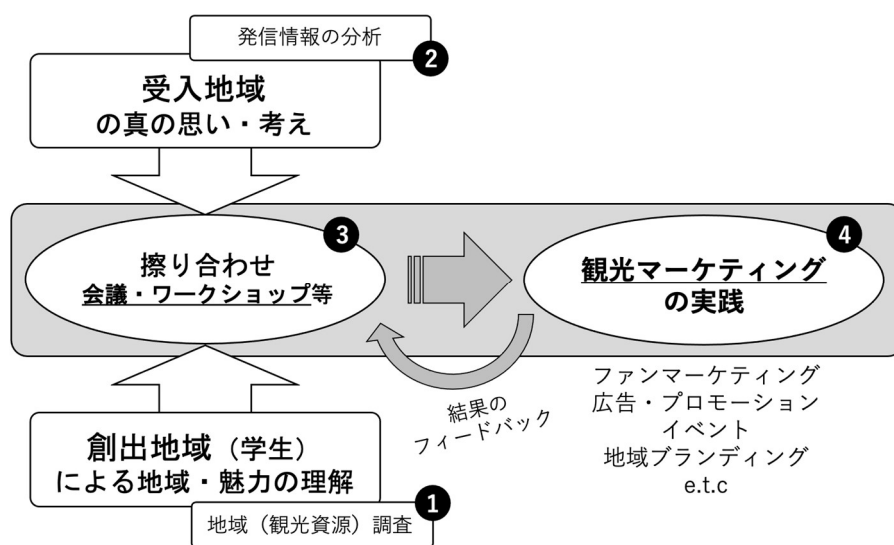 発信情報の分析
❷
受入地域
の真の思い・考え
❸
擦り合わせ
会議・ワークショップ等
❹
観光マーケティング
の実践
結果の
フィードバック
ファンマーケティング
広告・プロモーション
イベント
地域ブランディング
e.t.c
創出地域（学生）
による地域・魅力の理解
❶
地域（観光資源）調査